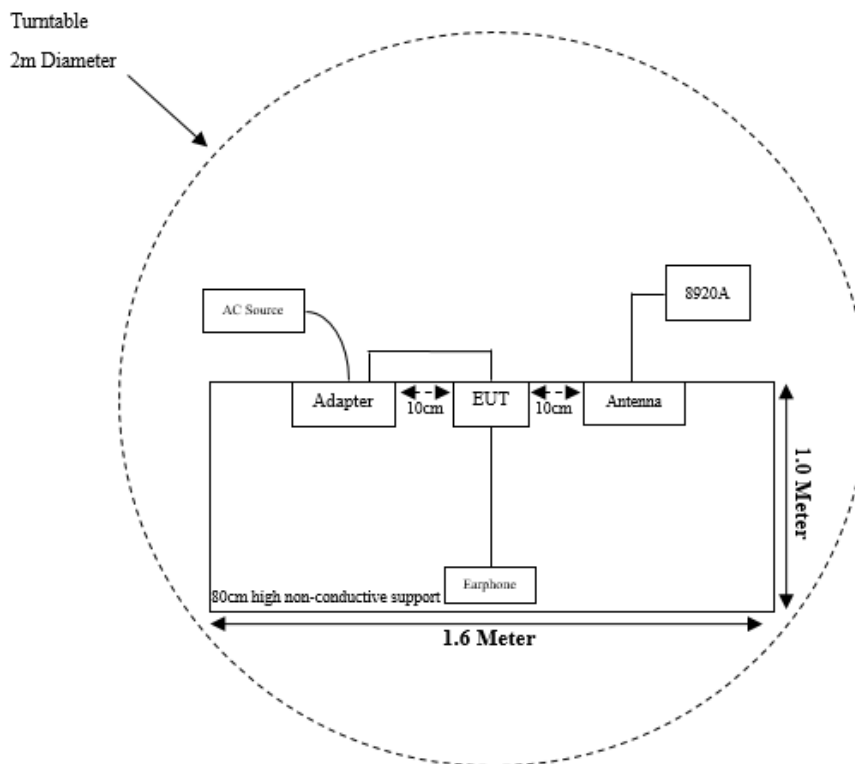 Turntable
2m Diameter
8920A
AC Source
Adapter
10cm
EUT
10cm
Antenna
1.0 Meter
Earphone
80cm high non-conductive support
1.6 Meter